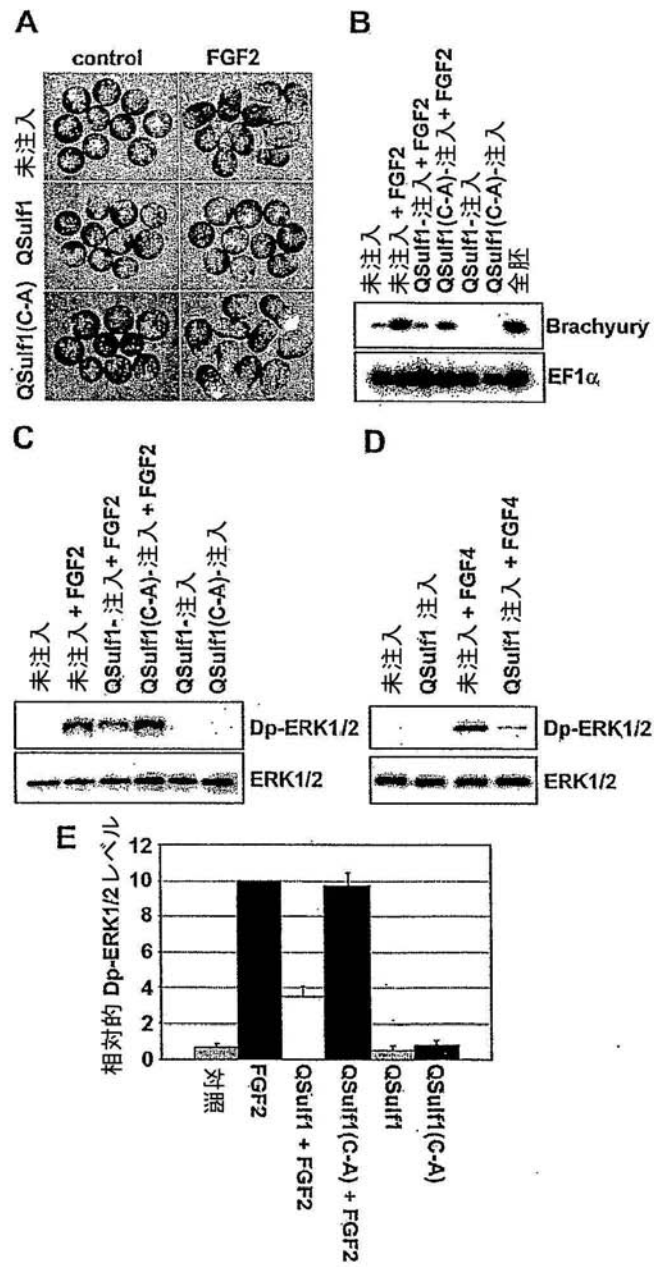 A
control FGF2
未注入
QSulf1
QSulf1(C-A)
B
未注入
未注入 + FGF2
QSulf1-注入 + FGF2
QSulf1(C-A)-注入 + FGF2
QSulf1-注入
QSulf1(C-A)-注入
全胚
Brachyury
EF1α
C
未注入
未注入 + FGF2
QSulf1-注入 + FGF2
QSulf1(C-A)-注入 + FGF2
QSulf1-注入
QSulf1(C-A)-注入
Dp-ERK1/2
ERK1/2
D
未注入
QSulf1 注入
未注入 + FGF4
QSulf1 注入 + FGF4
Dp-ERK1/2
ERK1/2
E
相対的 Dp-ERK1/2 レベル
12
10
8
6
4
2
0
対照
FGF2
QSulf1 + FGF2
QSulf1(C-A) + FGF2
QSulf1
QSulf1(C-A)